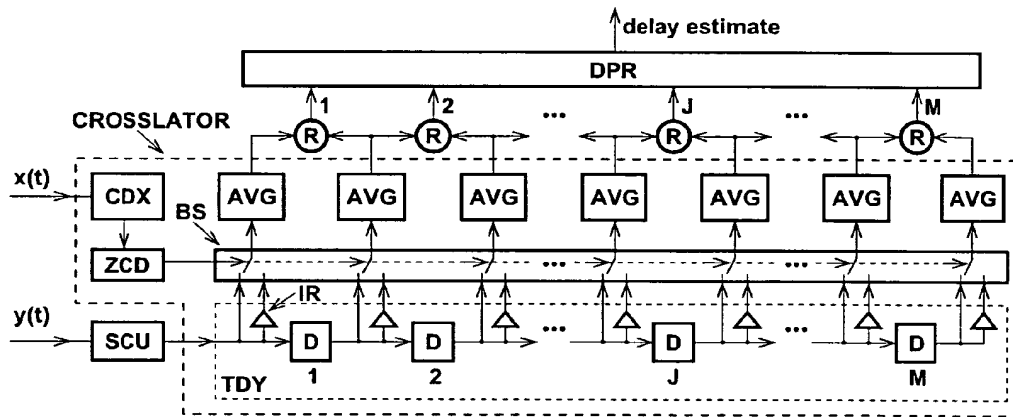 delay estimate
DPR
1 2 ... J ... M
R R R R
CROSSLATOR
x(t)
CDX AVG AVG AVG AVG AVG AVG AVG
BS
ZCD ... ...
IR
y(t)
SCU D D ... D ... D
TDY 1 2 J M